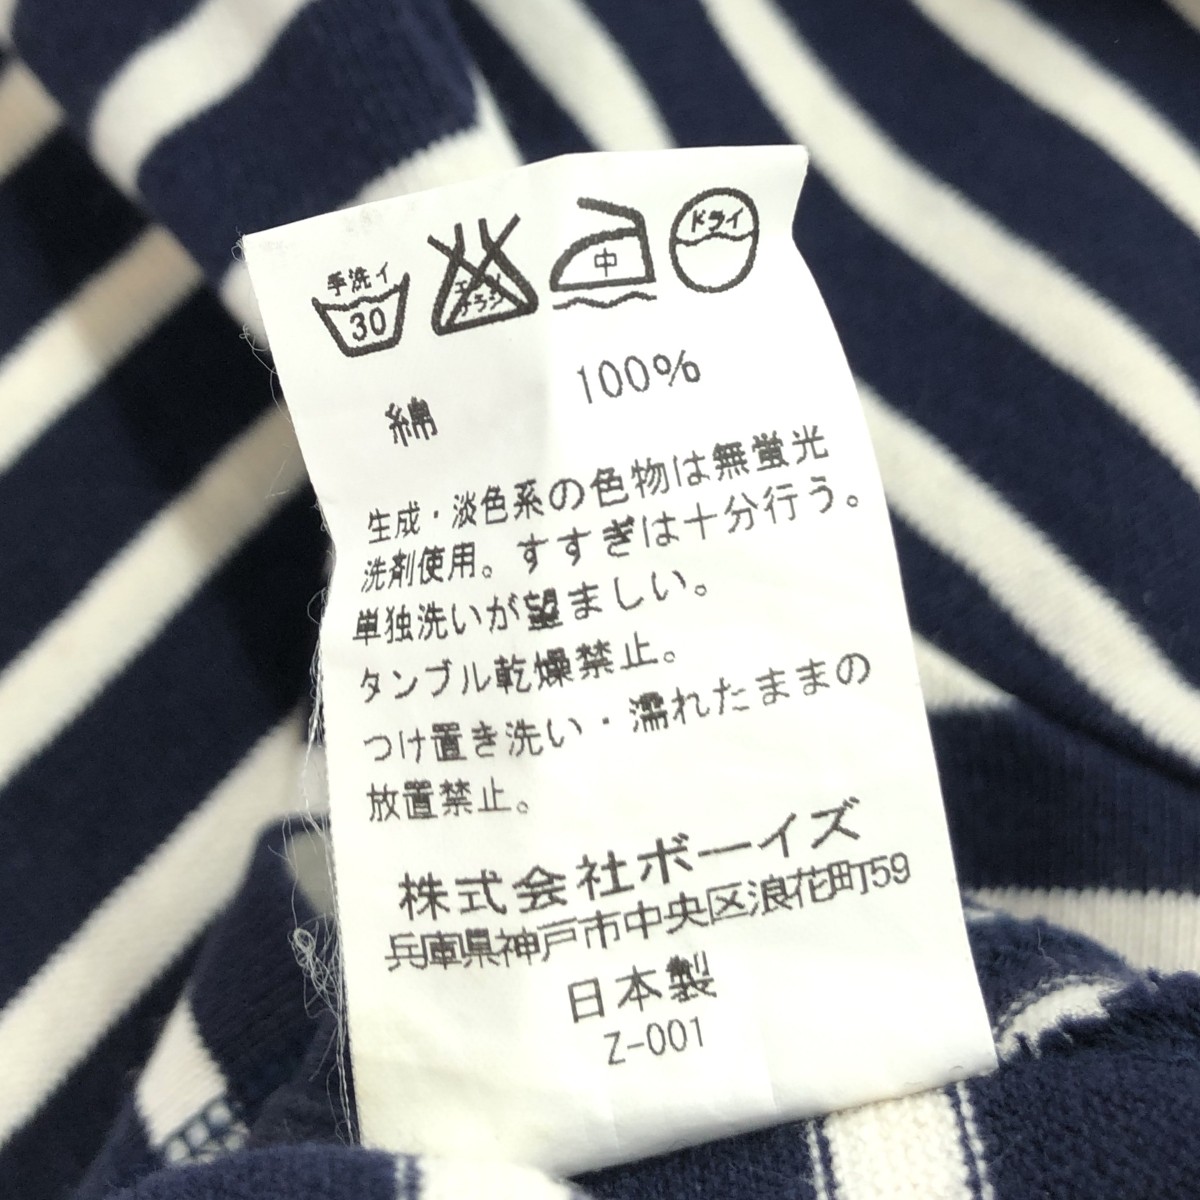 手洗イ
30
エンソサラシ
中
ドライ
綿 100%
生成・淡色系の色物は無蛍光
洗剤使用。すすぎは十分行う。
単独洗いが望ましい。
タンブル乾燥禁止。
つけ置き洗い・濡れたままの
放置禁止。
株式会社ボーイズ
兵庫県神戸市中央区浪花町59
日本製
Z-001